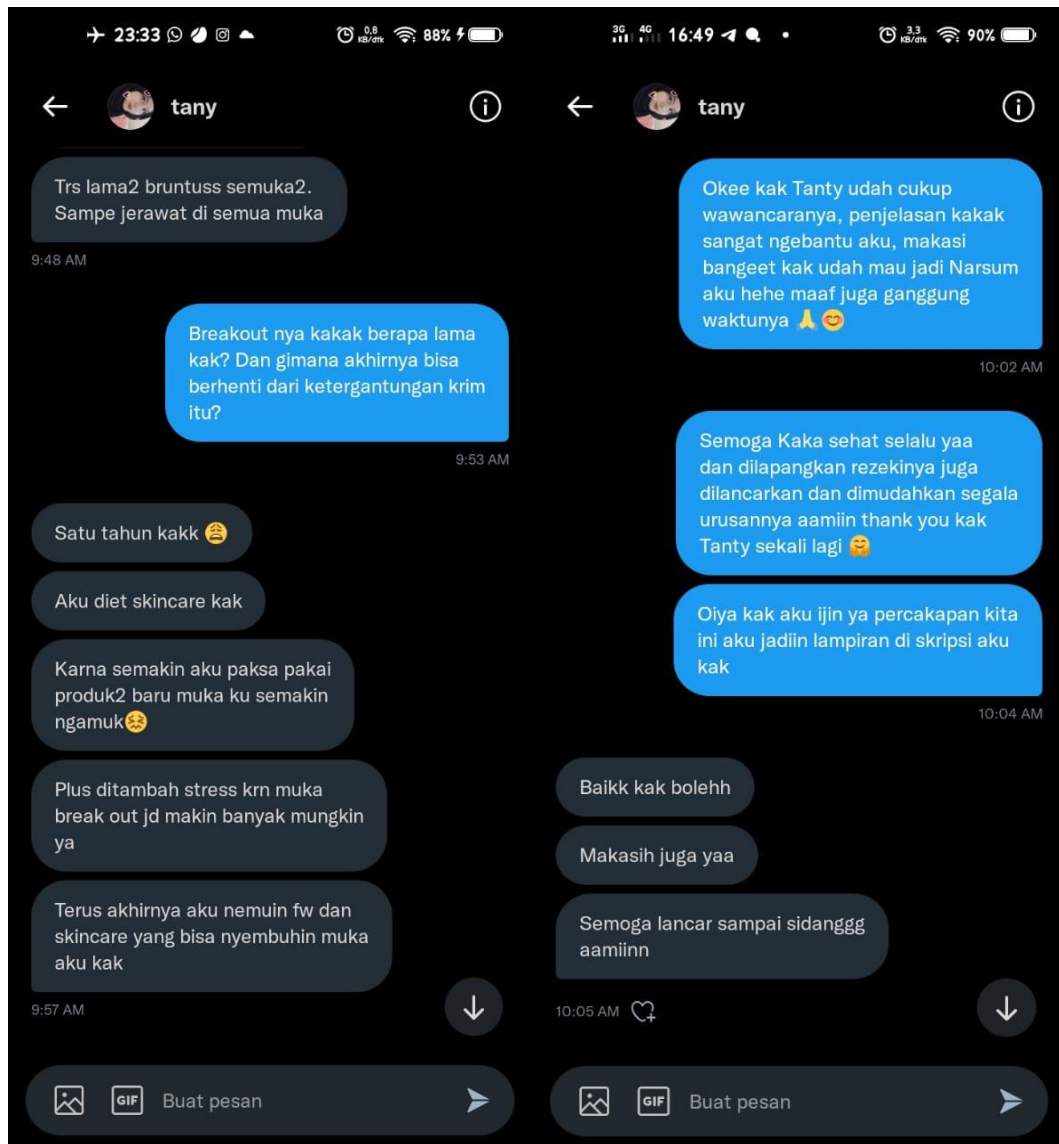 23:33
0,8
KB/dtk
88%
tany
Trs lama2 bruntuss semuka2.
Sampe jerawat di semua muka
9:48 AM
Breakout nya kakak berapa lama
kak? Dan gimana akhirnya bisa
berhenti dari ketergantungan krim
itu?
9:53 AM
Satu tahun kakk 😩
Aku diet skincare kak
Karna semakin aku paksa pakai
produk2 baru muka ku semakin
ngamuk😖
Plus ditambah stress krn muka
break out jd makin banyak mungkin
ya
Terus akhirnya aku nemuin fw dan
skincare yang bisa nyembuhin muka
aku kak
9:57 AM
GIF
Buat pesan
3G 4G 16:49
3,3
KB/dtk
90%
tany
Okee kak Tanty udah cukup
wawancaranya, penjelasan kakak
sangat ngebantu aku, makasi
bangeet kak udah mau jadi Narsum
aku hehe maaf juga ganggung
waktunya 🙏😊
10:02 AM
Semoga Kaka sehat selalu yaa
dan dilapangkan rezekinya juga
dilancarkan dan dimudahkan segala
urusannya aamiin thank you kak
Tanty sekali lagi 🤗
Oiya kak aku ijin ya percakapan kita
ini aku jadiin lampiran di skripsi aku
kak
10:04 AM
Baikk kak bolehh
Makasih juga yaa
Semoga lancar sampai sidanggg
aamiinn
10:05 AM
GIF
Buat pesan